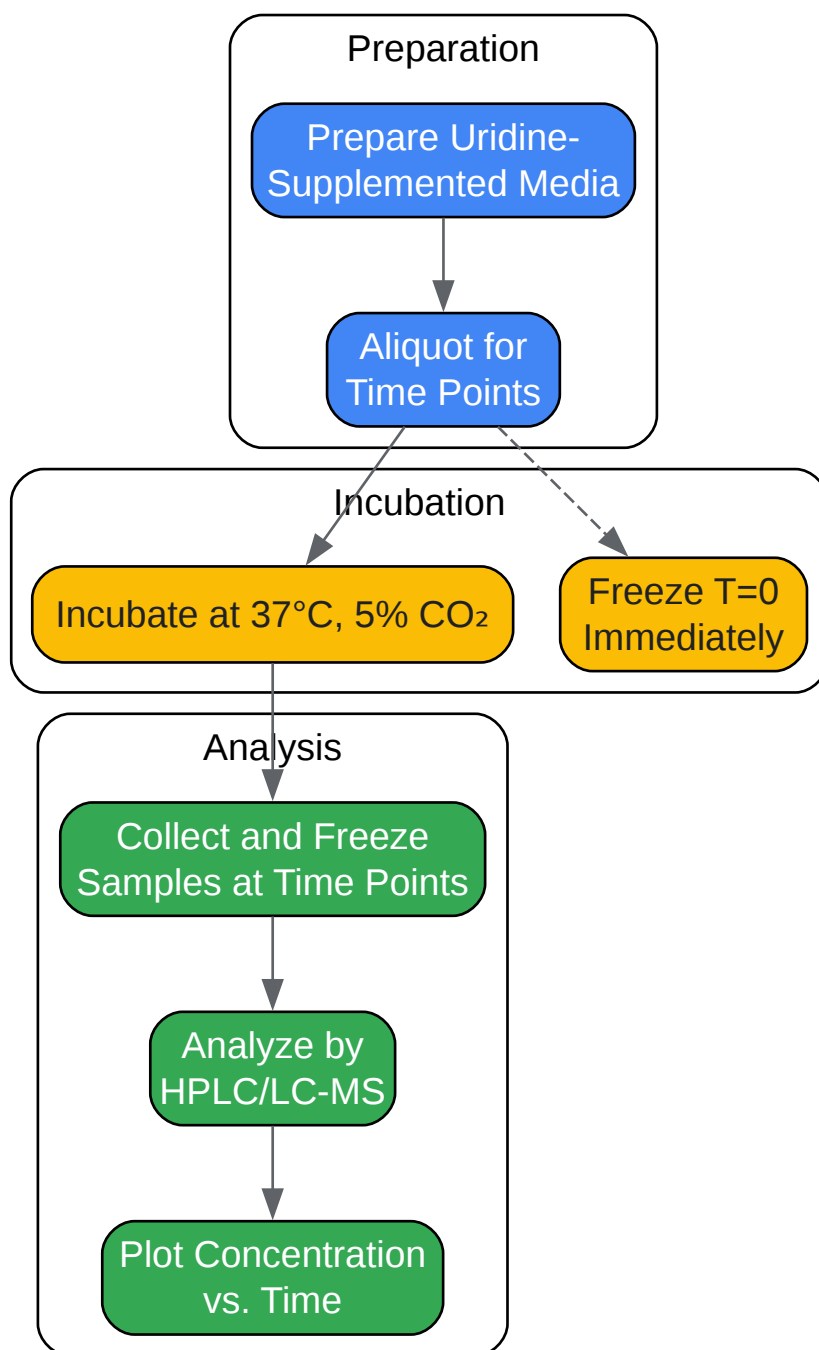 Preparation
Prepare Uridine-
Supplemented Media
Aliquot for
Time Points
Incubation
Incubate at 37°C, 5% CO₂
Freeze T=0
Immediately
Analysis
Collect and Freeze
Samples at Time Points
Analyze by
HPLC/LC-MS
Plot Concentration
vs. Time